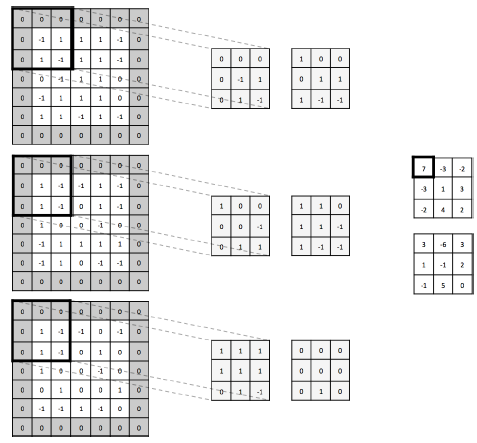 0 0 0 0 0 0 0
0 -1 1 1 1 -1 0
0 1 -1 1 1 -1 0
0 0 -1 1 1 0 0
0 -1 1 1 1 0 0
0 1 1 -1 1 -1 0
0 0 0 0 0 0 0
0 0 0
0 -1 1
0 1 -1
1 0 0
0 1 1
1 -1 -1
0 0 0 0 0 0 0
0 1 -1 -1 1 -1 0
0 1 -1 0 1 -1 0
0 1 0 0 -1 0 0
0 -1 1 1 1 1 0
0 -1 1 0 -1 -1 0
0 0 0 0 0 0 0
1 0 0
0 0 -1
0 1 1
1 1 0
1 1 -1
1 -1 -1
7 -3 -2
-3 1 3
-2 4 2
3 -6 3
1 -1 2
-1 5 0
0 0 0 0 0 0 0
0 1 -1 -1 0 -1 0
0 1 -1 0 1 0 0
0 1 0 0 -1 0 0
0 0 1 0 0 1 0
0 -1 -1 1 -1 0 0
0 0 0 0 0 0 0
1 1 1
1 1 1
0 1 -1
0 0 0
0 0 0
0 1 0